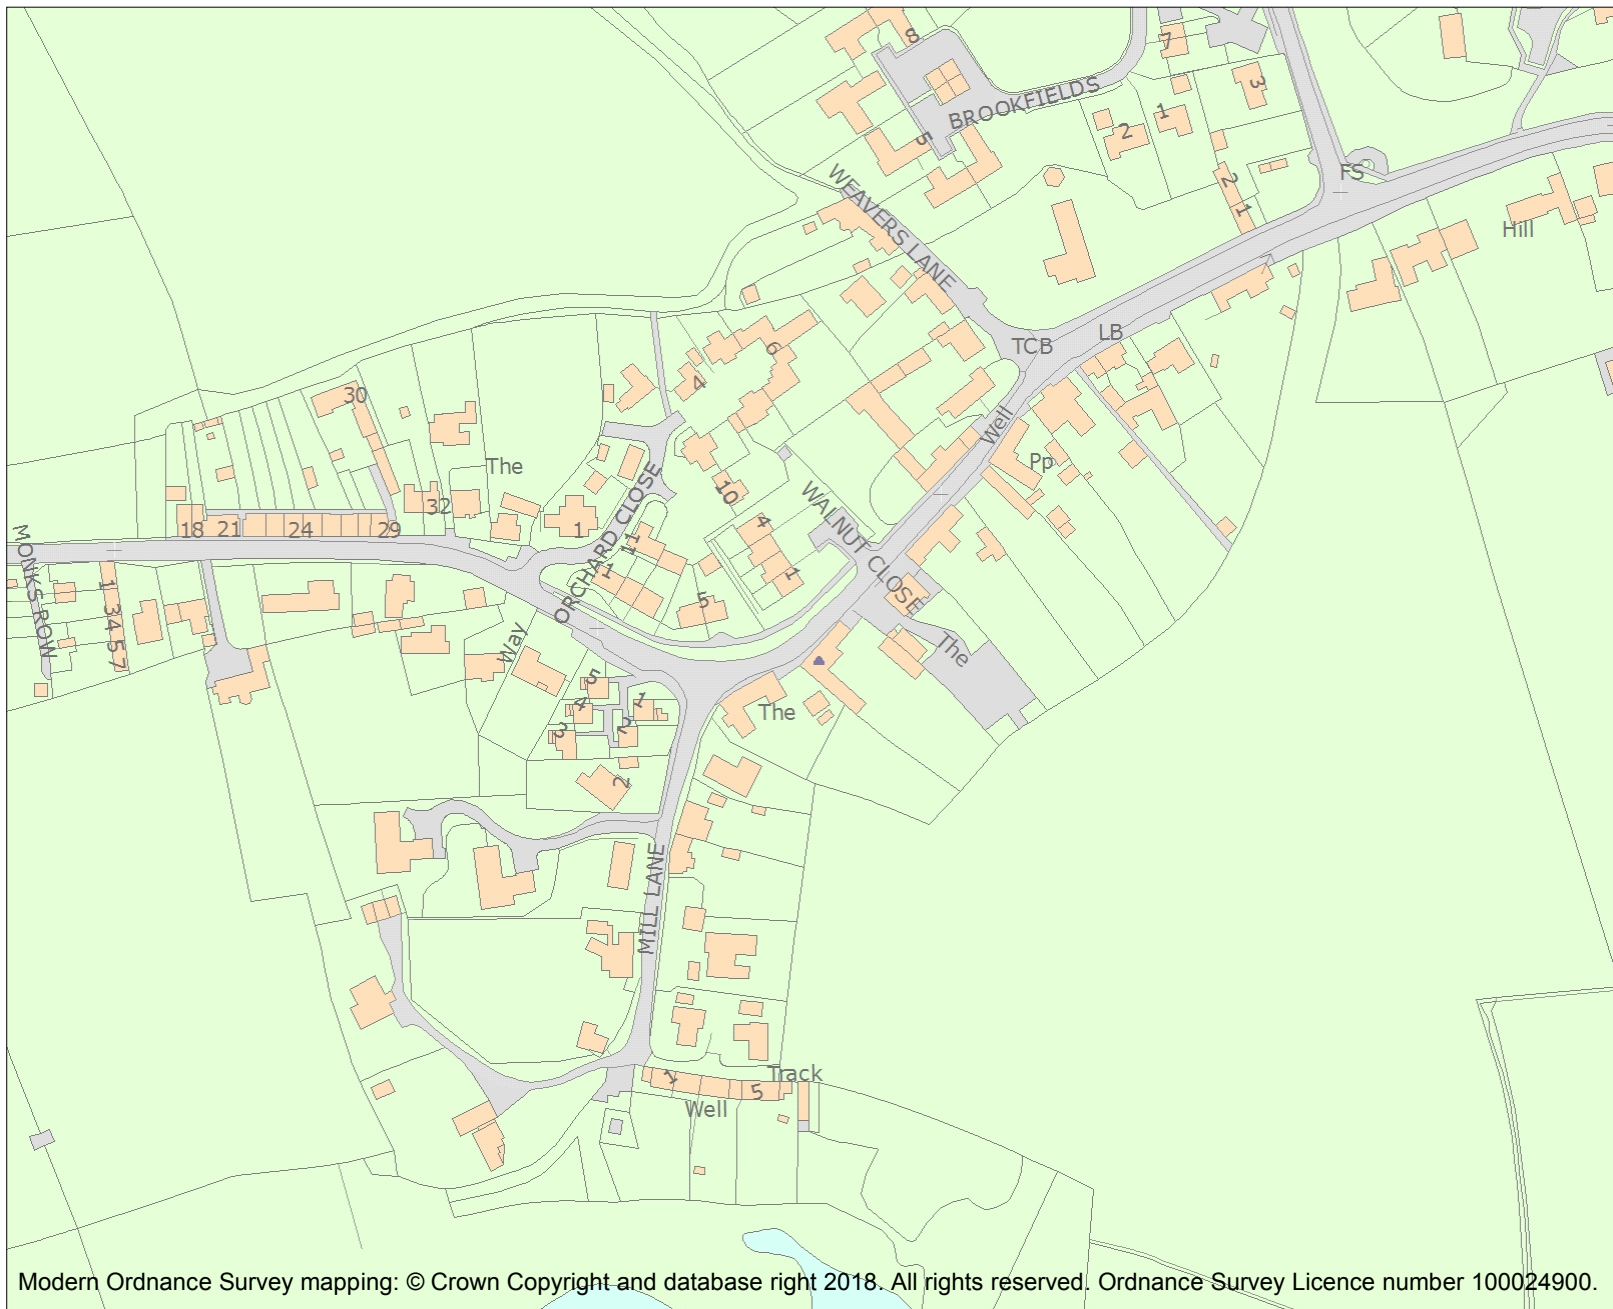 8
7
BROOKFIELDS
3
1
2
5
FS
WEAVERS LANE
2
1
Hill
TCB
LB
6
4
30
Well
Pp
The
32
10
ORCHARD CLOSE
WALNUT CLOSE
18
21
24
29
1
11
1
4
1
5
MONKS ROW
1
3
4
5
7
Way
The
5
4
1
3
2
The
2
MILL LANE
1
5
Track
Well
Modern Ordnance Survey mapping: © Crown Copyright and database right 2018. All rights reserved. Ordnance Survey Licence number 100024900.